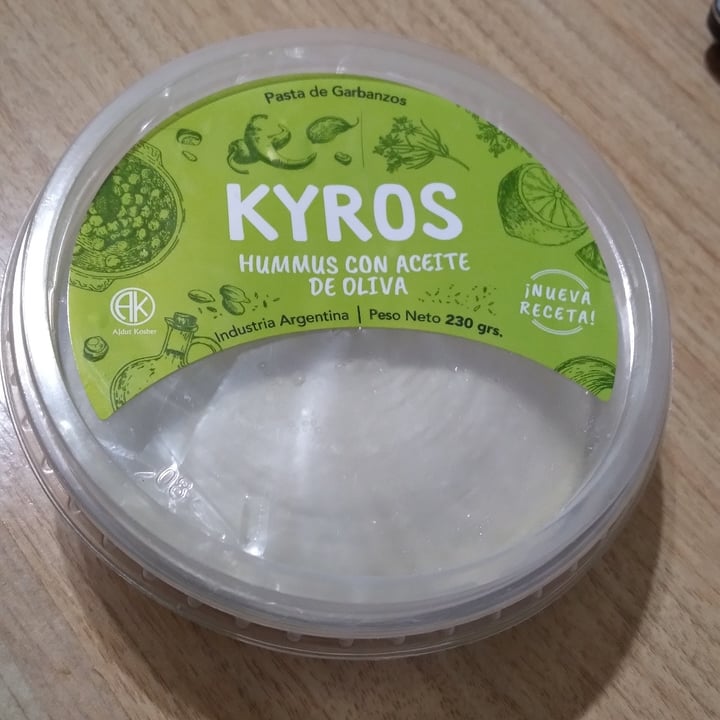 Pasta de Garbanzos
KYROS
HUMMUS CON ACEITE
DE OLIVA
¡NUEVA
RECETA!
AK
Ajdut Kosher
Industria Argentina | Peso Neto 230 grs.